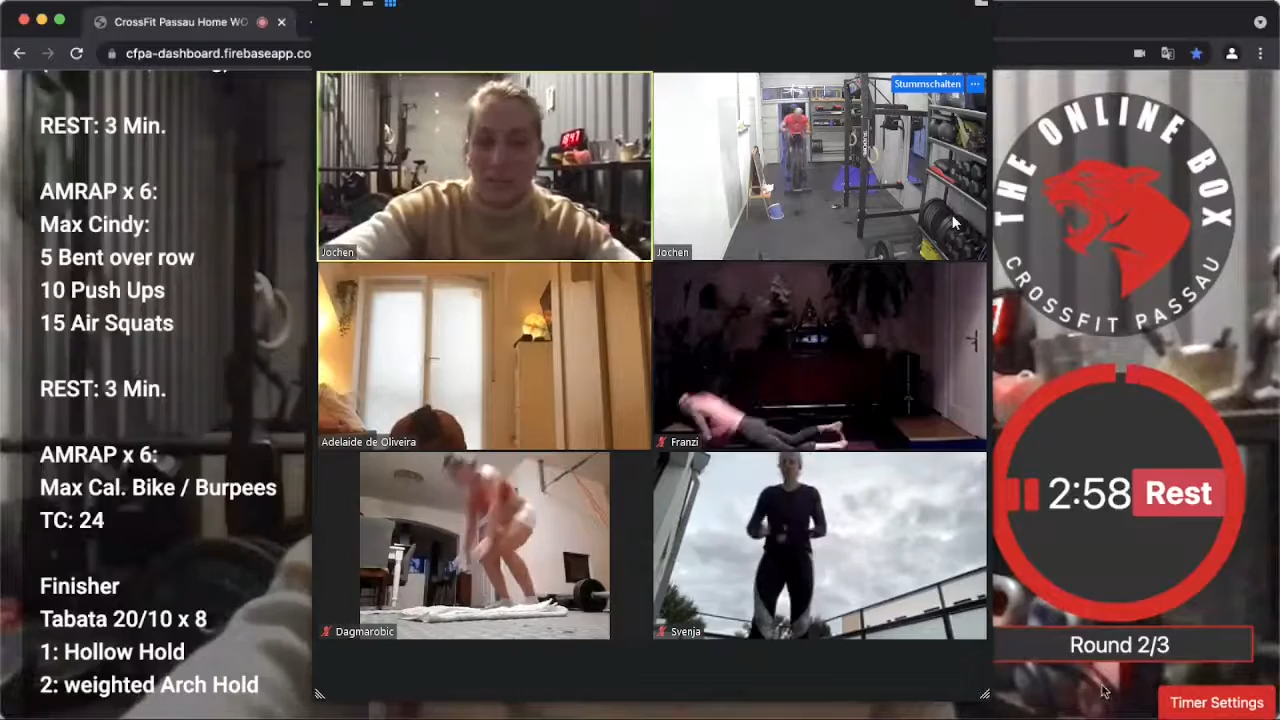 CrossFit Passau Home WO
cfpa-dashboard.firebaseapp.co
REST: 3 Min.
AMRAP x 6:
Max Cindy:
5 Bent over row
10 Push Ups
15 Air Squats
REST: 3 Min.
AMRAP x 6:
Max Cal. Bike / Burpees
TC: 24
Finisher
Tabata 20/10 x 8
1: Hollow Hold
2: weighted Arch Hold
Stummschalten
Jochen
Jochen
Adelaide de Oliveira
Franzi
Dagmarobic
Svenja
THE ONLINE BOX
CROSSFIT PASSAU
2:58 Rest
Round 2/3
Timer Settings